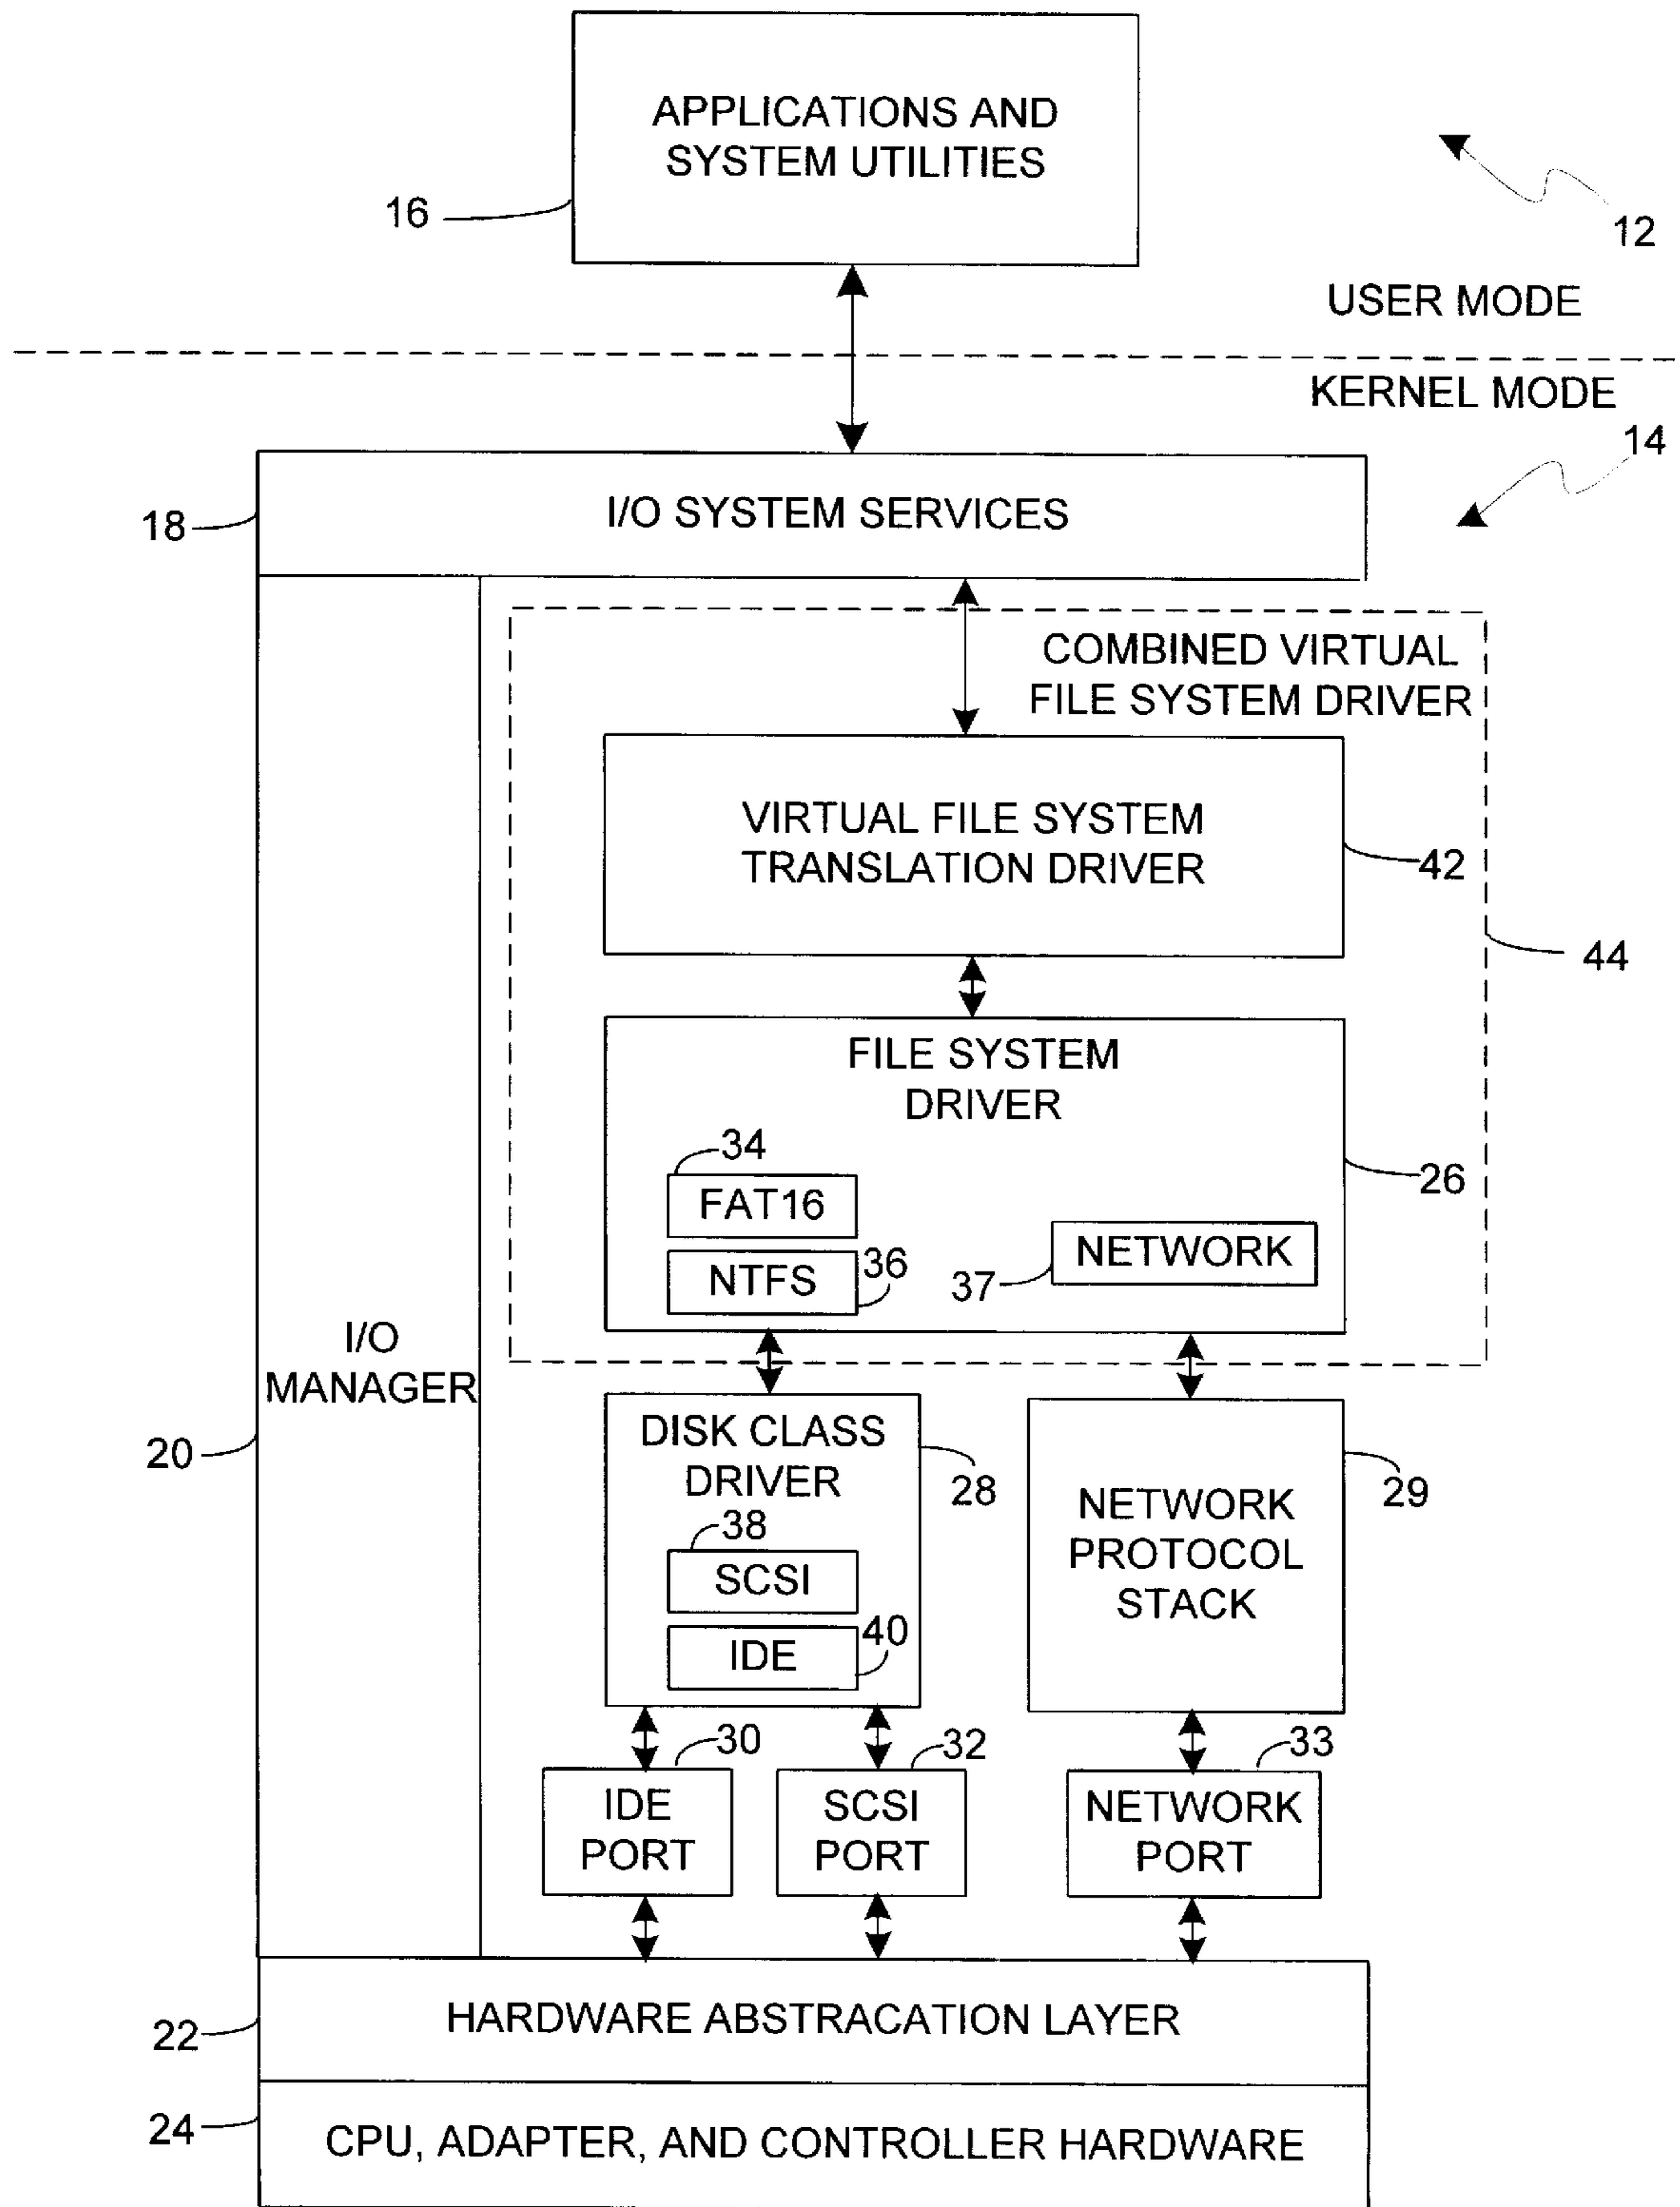 APPLICATIONS AND
SYSTEM UTILITIES
16
12
USER MODE
KERNEL MODE
14
I/O SYSTEM SERVICES
18
COMBINED VIRTUAL
FILE SYSTEM DRIVER
VIRTUAL FILE SYSTEM
TRANSLATION DRIVER
42
44
FILE SYSTEM
DRIVER
34
FAT16
26
NETWORK
36
NTFS
37
I/O
MANAGER
20
DISK CLASS
DRIVER
28
29
NETWORK
PROTOCOL
STACK
38
SCSI
40
IDE
30
32
33
IDE
PORT
SCSI
PORT
NETWORK
PORT
HARDWARE ABSTRACATION LAYER
22
24
CPU, ADAPTER, AND CONTROLLER HARDWARE